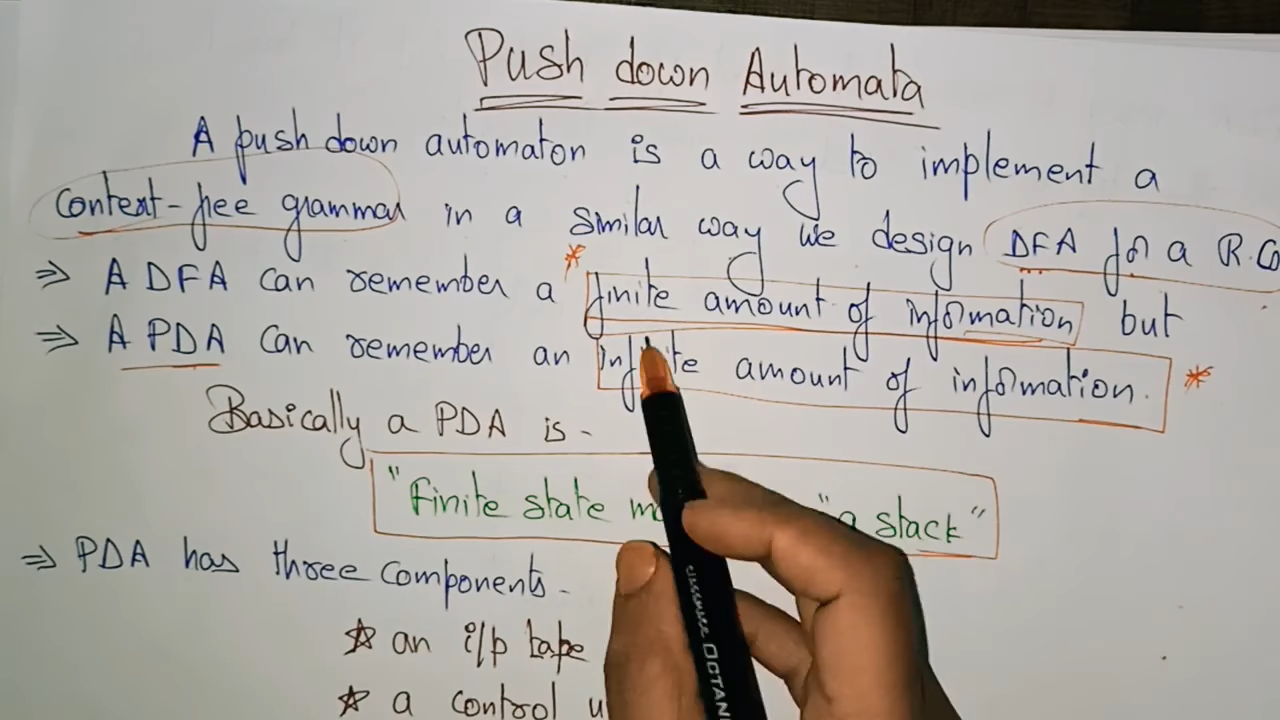 Push down Automata
A push down automaton is a way to implement a
Context-free grammar in a similar way we design DFA for a R.G
⇒ A DFA can remember a * finite amount of information but
⇒ A PDA can remember an infinite amount of information. *
Basically a PDA is -
"Finite state "a stack"
⇒ PDA has three components -
☆ an i/p tape
☆ a control
OCTANE